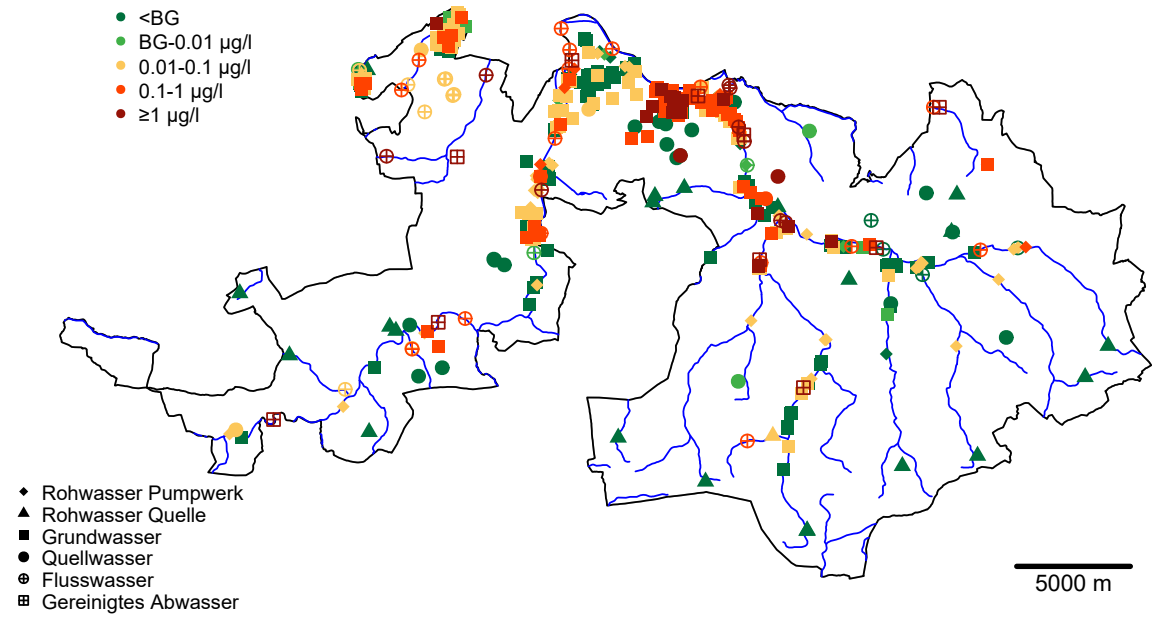 <BG
BG-0.01 µg/l
0.01-0.1 µg/l
0.1-1 µg/l
≥1 µg/l
Rohwasser Pumpwerk
Rohwasser Quelle
Grundwasser
Quellwasser
Flusswasser
Gereinigtes Abwasser
5000 m